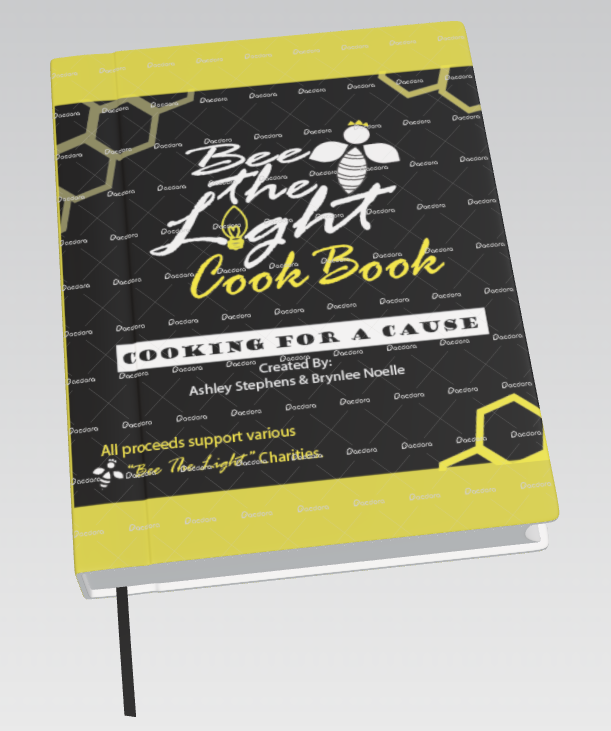 Bee
the
Light
Cook Book
COOKING FOR A CAUSE
Created By:
Ashley Stephens & Brynlee Noelle
All proceeds support various
"Bee The Light" Charities.
Dacdora